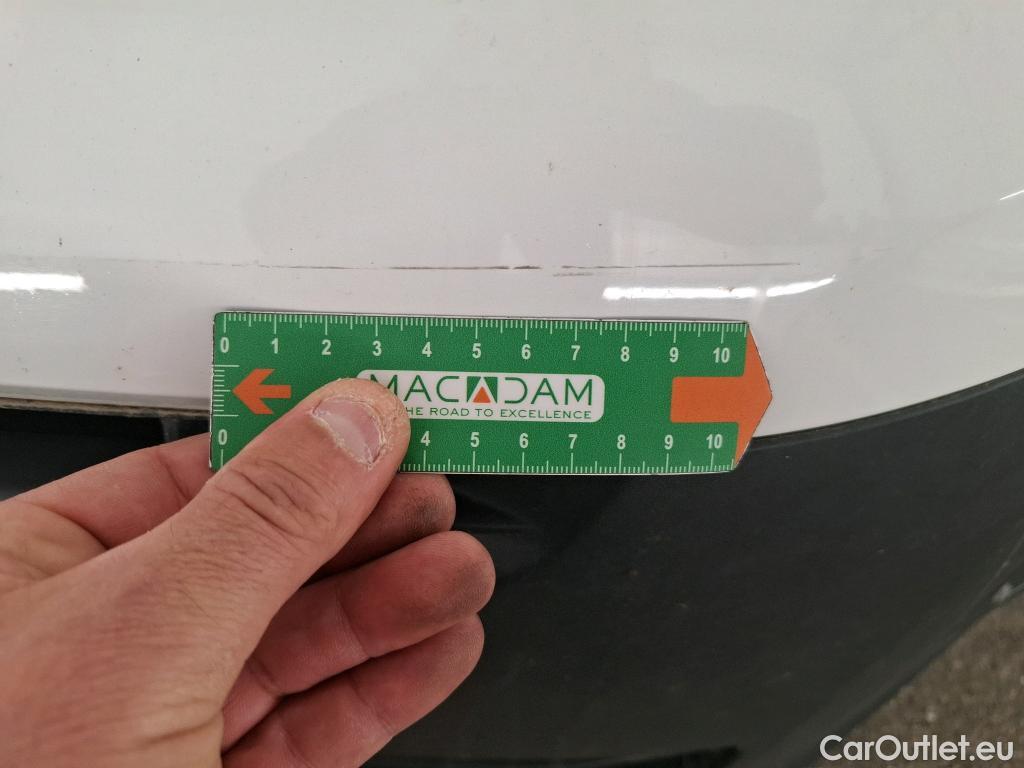 0 1 2 3 4 5 6 7 8 9 10
MACADAM
HE ROAD TO EXCELLENCE
0 4 5 6 7 8 9 10
CarOutlet.eu